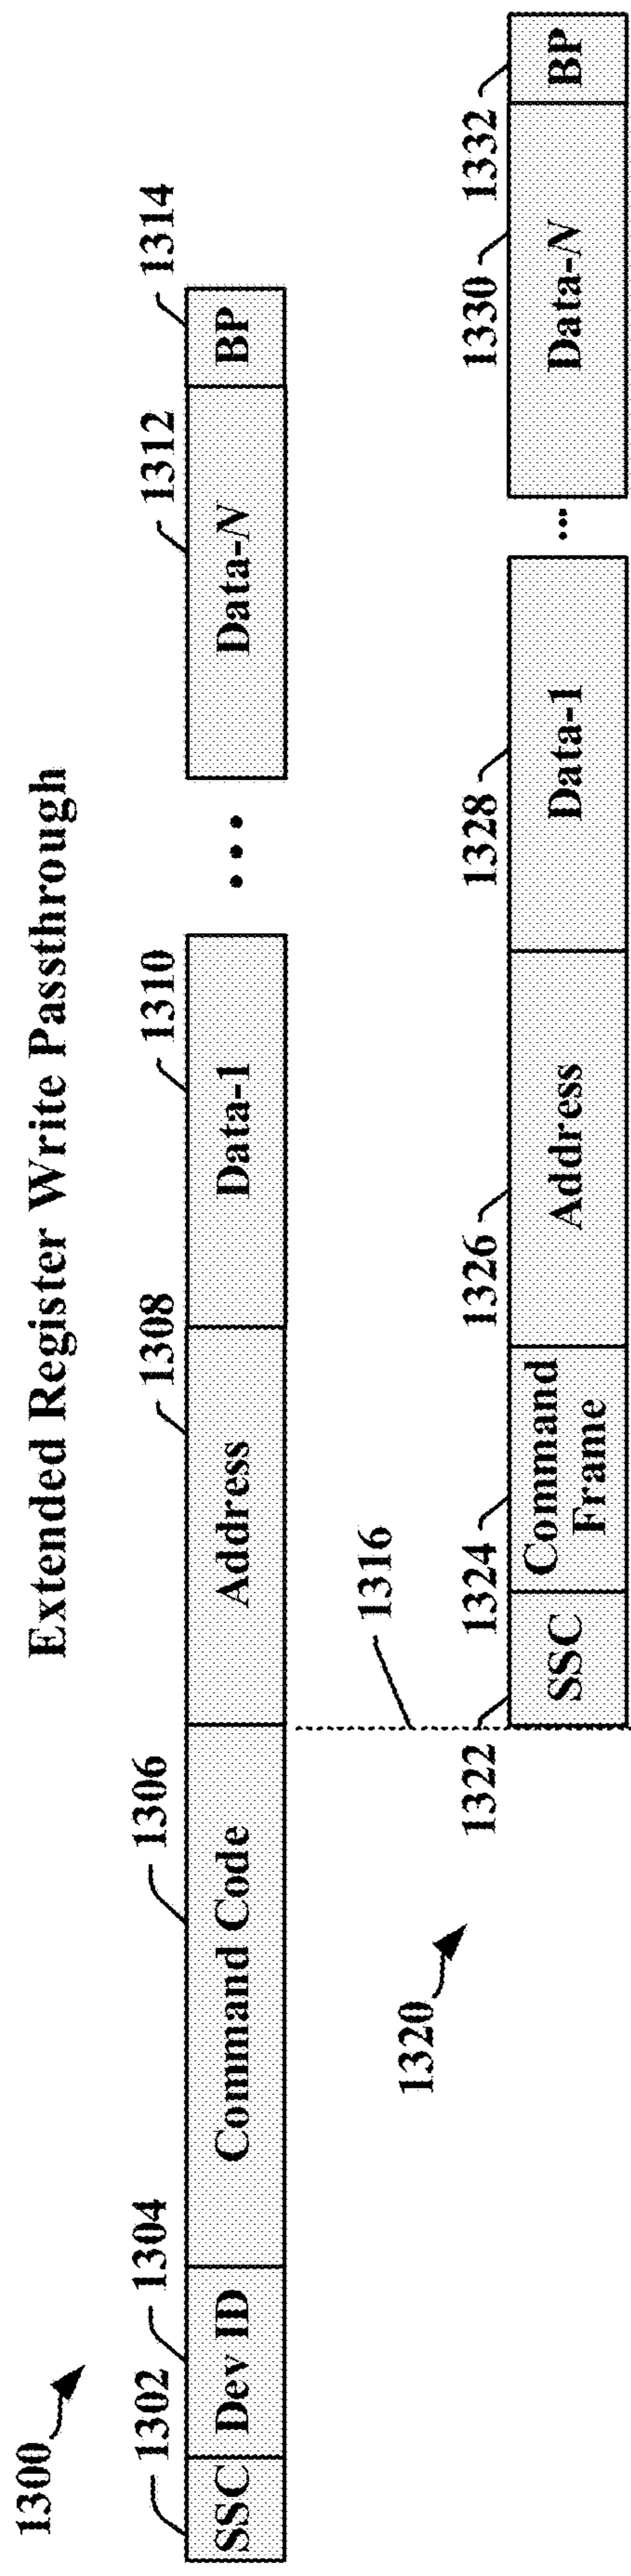 Extended Register Write Passthrough
1300
1302
1304
1306
1308
1310
1312
1314
SSC
Dev ID
Command Code
Address
Data-1
...
Data-N
BP
1316
1320
1322
1324
1326
1328
1330
1332
SSC
Command
Frame
Address
Data-1
...
Data-N
BP